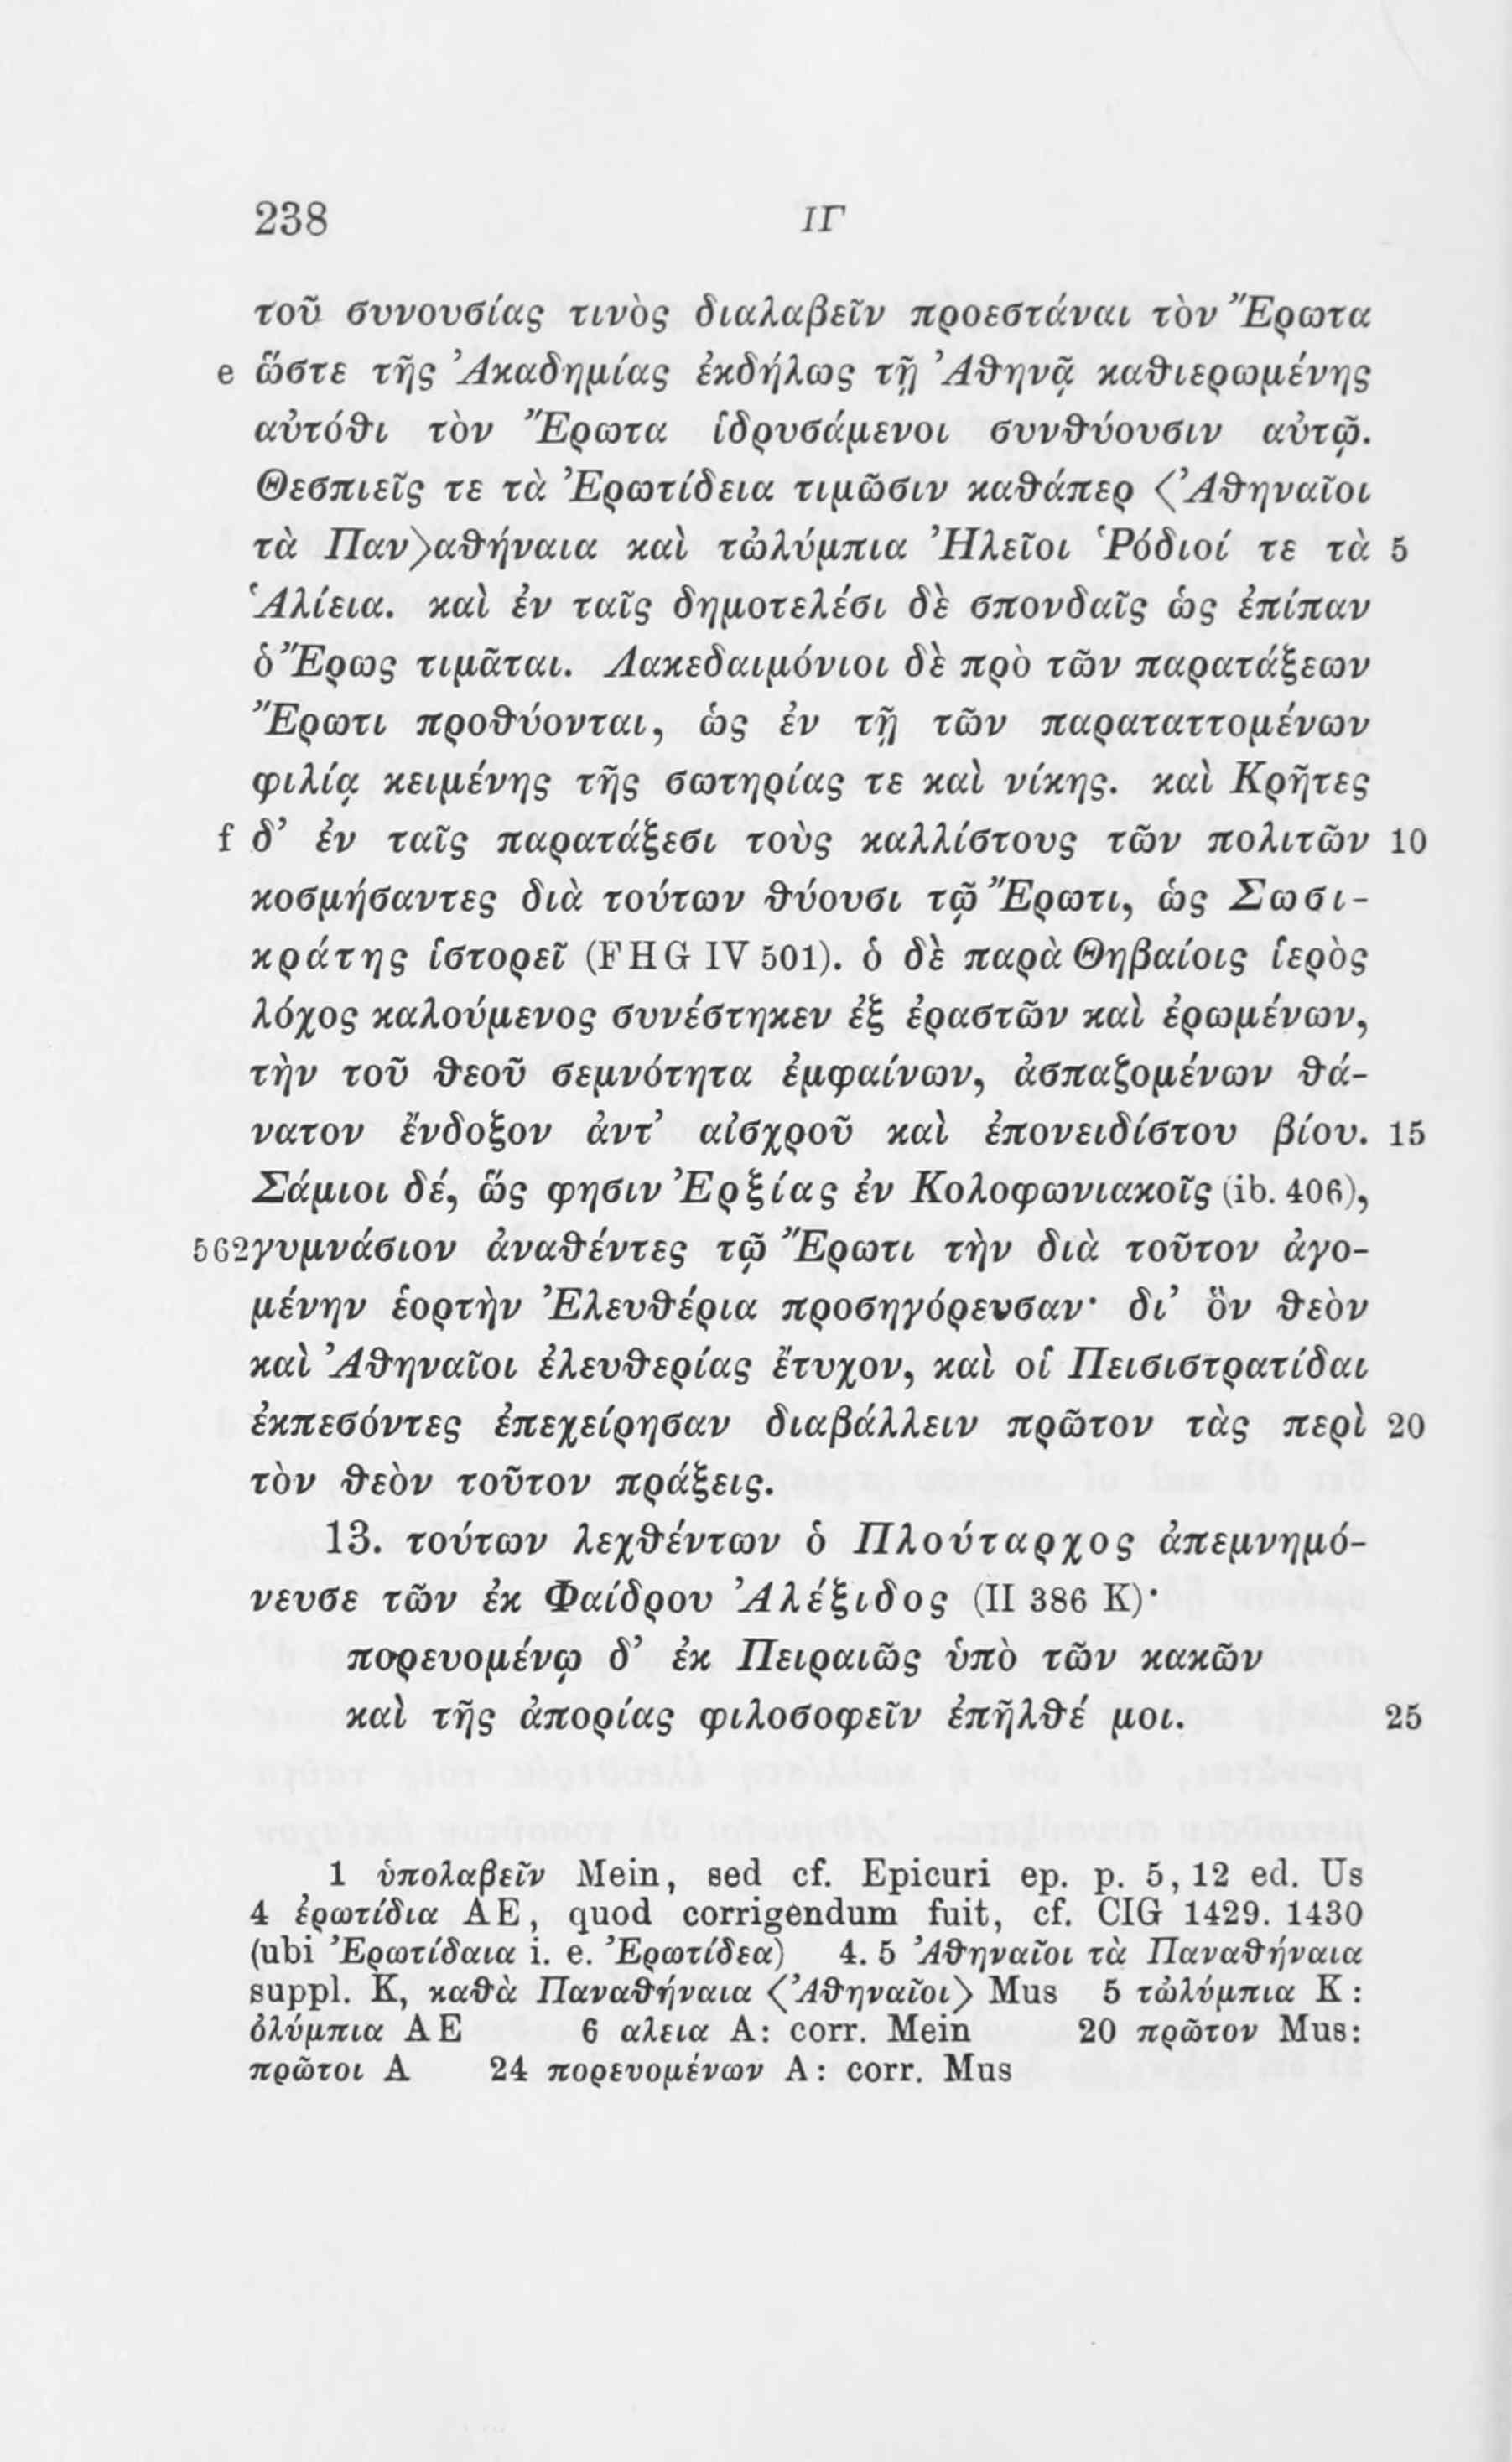 238 ΙΓ
τοῦ συνουσίας τινὸς διαλαβεῖν προεστάναι τὸν Ἔρωτα
e ὥστε τῆς Ἀκαδημίας ἐκδήλως τῇ Ἀθηνᾷ καθιερωμένης
αὐτόθι τὸν Ἔρωτα ἱδρυσάμενοι συνθύουσιν αὐτῷ.
Θεσπιεῖς τε τὰ Ἐρωτίδεια τιμῶσιν καθάπερ 〈Ἀθηναῖοι
τὰ Παν〉αθήναια καὶ τὠλύμπια Ἠλεῖοι Ῥόδιοί τε τὰ 5
Ἁλίεια. καὶ ἐν ταῖς δημοτελέσι δὲ σπονδαῖς ὡς ἐπίπαν
ὁ Ἔρως τιμᾶται. Λακεδαιμόνιοι δὲ πρὸ τῶν παρατάξεων
Ἔρωτι προθύονται, ὡς ἐν τῇ τῶν παραταττομένων
φιλίᾳ κειμένης τῆς σωτηρίας τε καὶ νίκης. καὶ Κρῆτες
f δ’ ἐν ταῖς παρατάξεσι τοὺς καλλίστους τῶν πολιτῶν 10
κοσμήσαντες διὰ τούτων θύουσι τῷ Ἔρωτι, ὡς Σωσι-
κράτης ἱστορεῖ (FHG IV 501). ὁ δὲ παρὰ Θηβαίοις ἱερὸς
λόχος καλούμενος συνέστηκεν ἐξ ἐραστῶν καὶ ἐρωμένων,
τὴν τοῦ θεοῦ σεμνότητα ἐμφαίνων, ἀσπαζομένων θά-
νατον ἔνδοξον ἀντ’ αἰσχροῦ καὶ ἐπονειδίστου βίου. 15
Σάμιοι δέ, ὥς φησιν Ἐρξίας ἐν Κολοφωνιακοῖς (ib. 406),
562 γυμνάσιον ἀναθέντες τῷ Ἔρωτι τὴν διὰ τοῦτον ἀγο-
μένην ἑορτὴν Ἐλευθέρια προσηγόρευσαν· δι’ ὃν θεὸν
καὶ Ἀθηναῖοι ἐλευθερίας ἔτυχον, καὶ οἱ Πεισιστρατίδαι
ἐκπεσόντες ἐπεχείρησαν διαβάλλειν πρῶτον τὰς περὶ 20
τὸν θεὸν τοῦτον πράξεις.
13. τούτων λεχθέντων ὁ Πλούταρχος ἀπεμνημό-
νευσε τῶν ἐκ Φαίδρου Ἀλέξιδος (II 386 K)·
πορευομένῳ δ’ ἐκ Πειραιῶς ὑπὸ τῶν κακῶν
καὶ τῆς ἀπορίας φιλοσοφεῖν ἐπῆλθέ μοι. 25
1 ὑπολαβεῖν Mein, sed cf. Epicuri ep. p. 5, 12 ed. Us
4 ἐρωτίδια AE, quod corrigendum fuit, cf. CIG 1429. 1430
(ubi Ἐρωτίδαια i. e. Ἐρωτίδεα) 4. 5 Ἀθηναῖοι τὰ Παναθήναια
suppl. K, καθὰ Παναθήναια 〈Ἀθηναῖοι〉 Mus 5 τὠλύμπια K:
ὀλύμπια AE 6 αλεια A: corr. Mein 20 πρῶτον Mus:
πρῶτοι A 24 πορευομένων A: corr. Mus